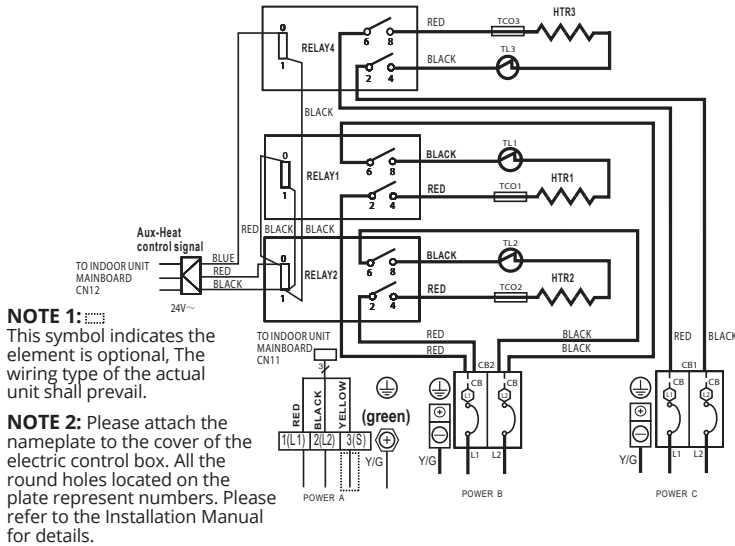 0
RELAY4
1
6 8
2 4
RED
TCO3
HTR3
BLACK
TL3
BLACK
0
RELAY1
1
6 8
2 4
BLACK
TL1
RED
TCO1
HTR1
RED BLACK BLACK
Aux-Heat
control signal
TO INDOOR UNIT
MAINBOARD
CN12
24V～
BLUE
RED
BLACK
0
RELAY2
1
6 8
2 4
BLACK
TL2
RED
TCO2
HTR2
NOTE 1:
This symbol indicates the
element is optional, The
wiring type of the actual
unit shall prevail.
NOTE 2: Please attach the
nameplate to the cover of the
electric control box. All the
round holes located on the
plate represent numbers. Please
refer to the Installation Manual
for details.
TO INDOOR UNIT
MAINBOARD
CN11
3
RED
BLACK
YELLOW
(green)
1(L1) 2(L2) 3(S)
Y/G
POWER A
RED
RED
BLACK
BLACK
CB2
CB CB
L1 L2
Y/G
L1 L2
POWER B
RED BLACK
CB1
CB CB
L1 L2
Y/G
L1 L2
POWER C